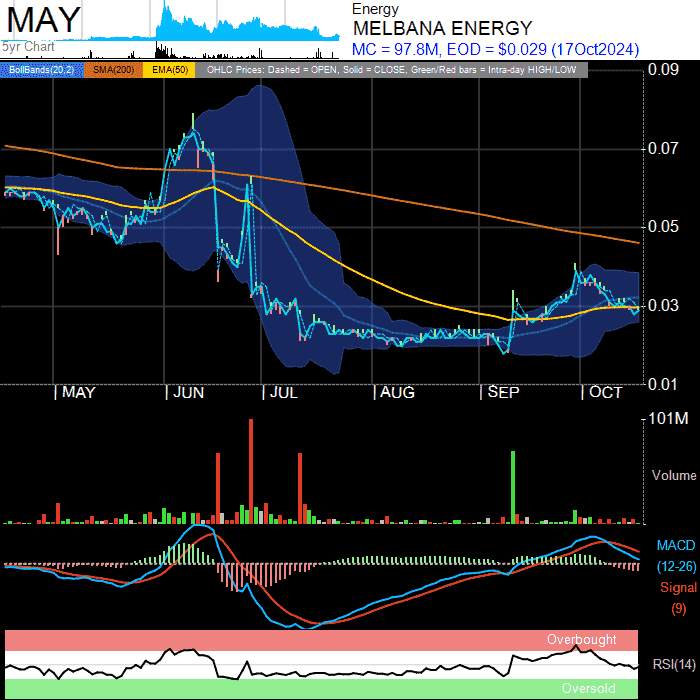 MAY
5yr Chart
Energy
MELBANA ENERGY
MC = 97.8M, EOD = $0.029 (17Oct2024)
BollBands(20,2) SMA(200) EMA(50) OHLC Prices: Dashed = OPEN, Solid = CLOSE, Green/Red bars = Intra-day HIGH/LOW
0.09
0.07
0.05
0.03
0.01
MAY JUN JUL AUG SEP OCT
101M
Volume
MACD
(12-26)
Signal
(9)
Overbought
RSI(14)
Oversold